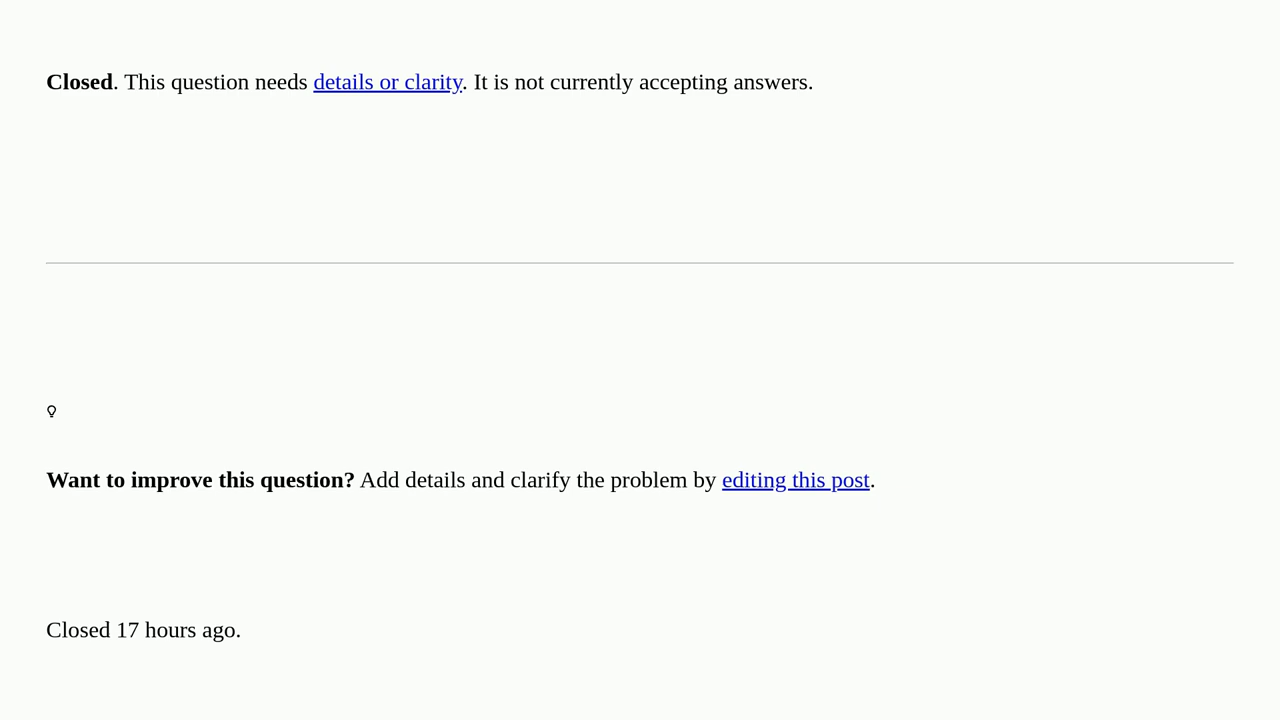 Closed. This question needs details or clarity. It is not currently accepting answers.
Want to improve this question? Add details and clarify the problem by editing this post.
Closed 17 hours ago.